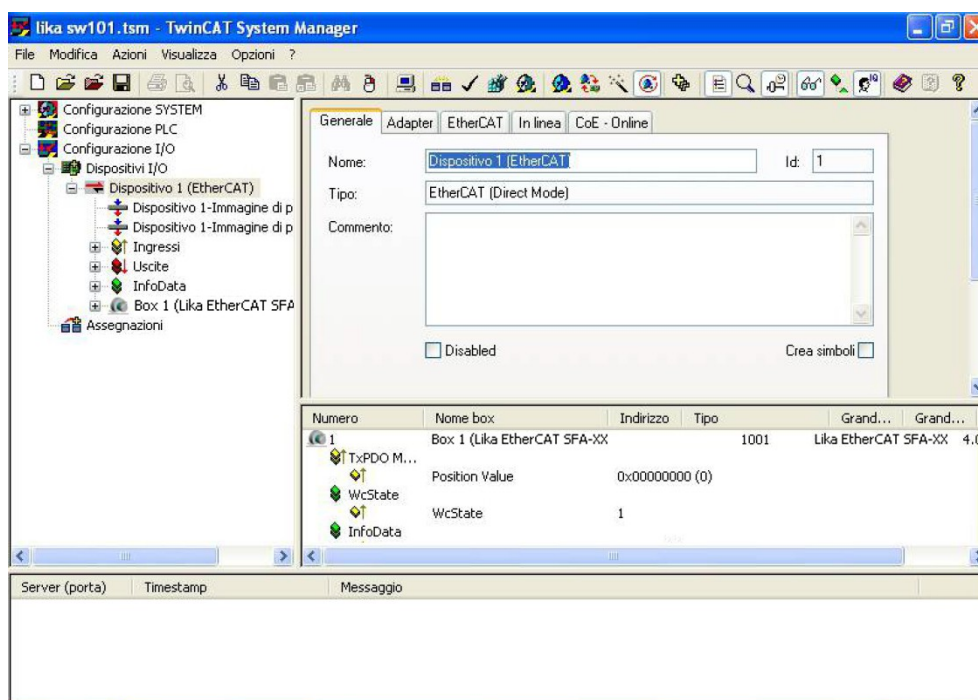 lika sw101.tsm - TwinCAT System Manager
File Modifica Azioni Visualizza Opzioni ?
Configurazione SYSTEM
Configurazione PLC
Configurazione I/O
Dispositivi I/O
Dispositivo 1 (EtherCAT)
Dispositivo 1-Immagine di p
Dispositivo 1-Immagine di p
Ingressi
Uscite
InfoData
Box 1 (Lika EtherCAT SFA
Assegnazioni
Generale Adapter EtherCAT In linea CoE - Online
Nome: Dispositivo 1 (EtherCAT) Id: 1
Tipo: EtherCAT (Direct Mode)
Commento:
Disabled Crea simboli
Numero Nome box Indirizzo Tipo Grand... Grand...
1 Box 1 (Lika EtherCAT SFA-XX 1001 Lika EtherCAT SFA-XX 4.0
TxPDO M...
Position Value 0x00000000 (0)
WcState
WcState 1
InfoData
Server (porta) Timestamp Messaggio